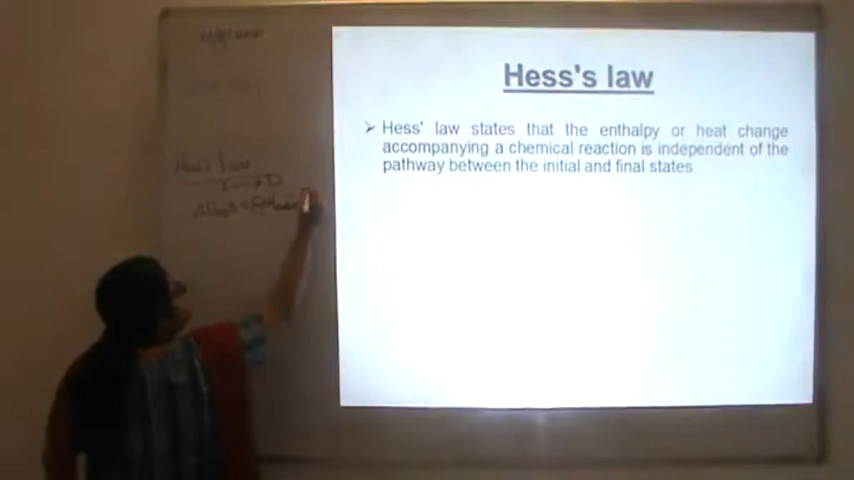 Hess's law
➢ Hess' law states that the enthalpy or heat change
accompanying a chemical reaction is independent of the
pathway between the initial and final states
Hess's Law